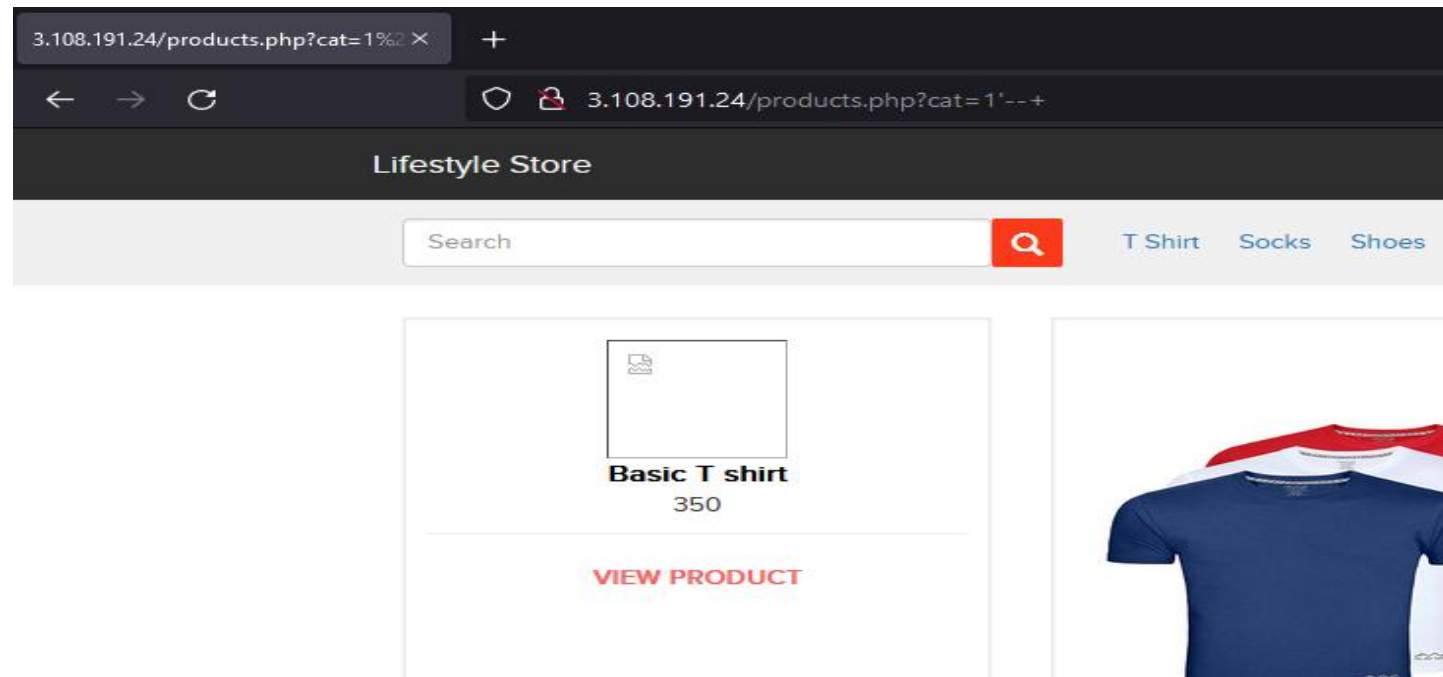 3.108.191.24/products.php?cat=1%2
3.108.191.24/products.php?cat=1'--+
Lifestyle Store
Search
T Shirt Socks Shoes
Basic T shirt
350
VIEW PRODUCT